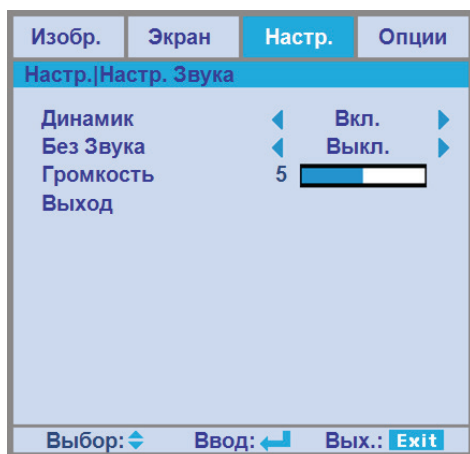 Изобр. Экран Настр. Опции
Настр.|Настр. Звука
Динамик Вкл.
Без Звука Выкл.
Громкость 5
Выход
Выбор: Ввод: Вых.: Exit